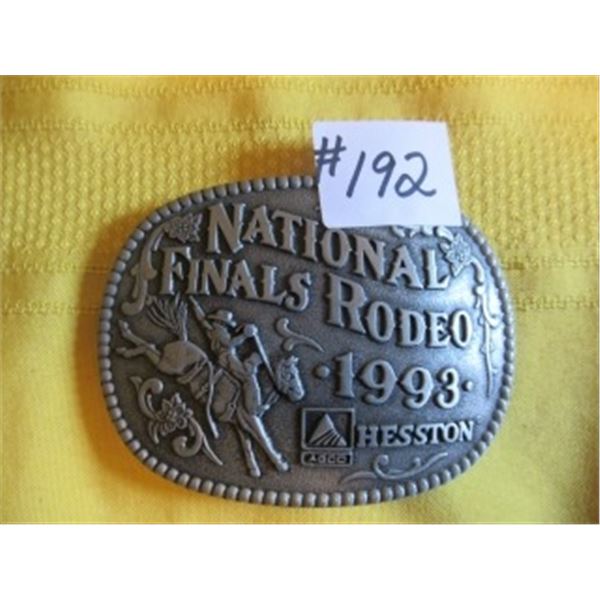 #192
NATIONAL
FINALS RODEO
·1993·
HESSTON
AGCO